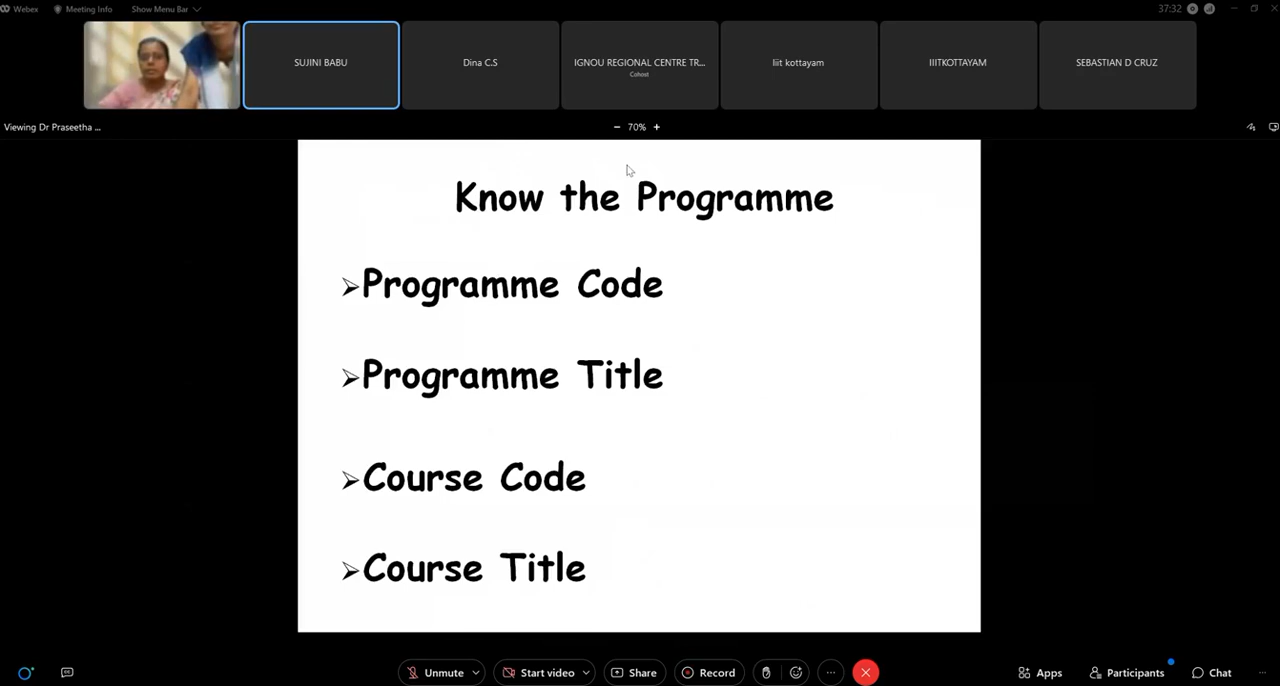 Webex Meeting Info Show Menu Bar 37:32
SUJINI BABU
Dina C.S
IGNOU REGIONAL CENTRE TR...
Cohost
Iiit kottayam
IIITKOTTAYAM
SEBASTIAN D CRUZ
Viewing Dr Praseetha ... 70%
Know the Programme
➢Programme Code
➢Programme Title
➢Course Code
➢Course Title
Unmute Start video Share Record Apps Participants Chat